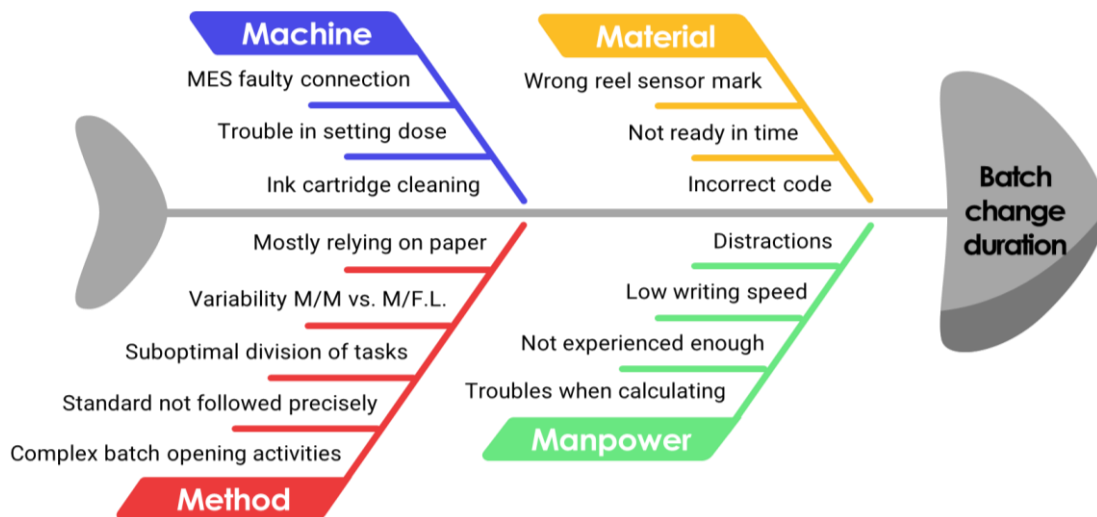 Machine
MES faulty connection
Trouble in setting dose
Ink cartridge cleaning
Material
Wrong reel sensor mark
Not ready in time
Incorrect code
Batch
change
duration
Mostly relying on paper
Variability M/M vs. M/F.L.
Suboptimal division of tasks
Standard not followed precisely
Complex batch opening activities
Method
Distractions
Low writing speed
Not experienced enough
Troubles when calculating
Manpower